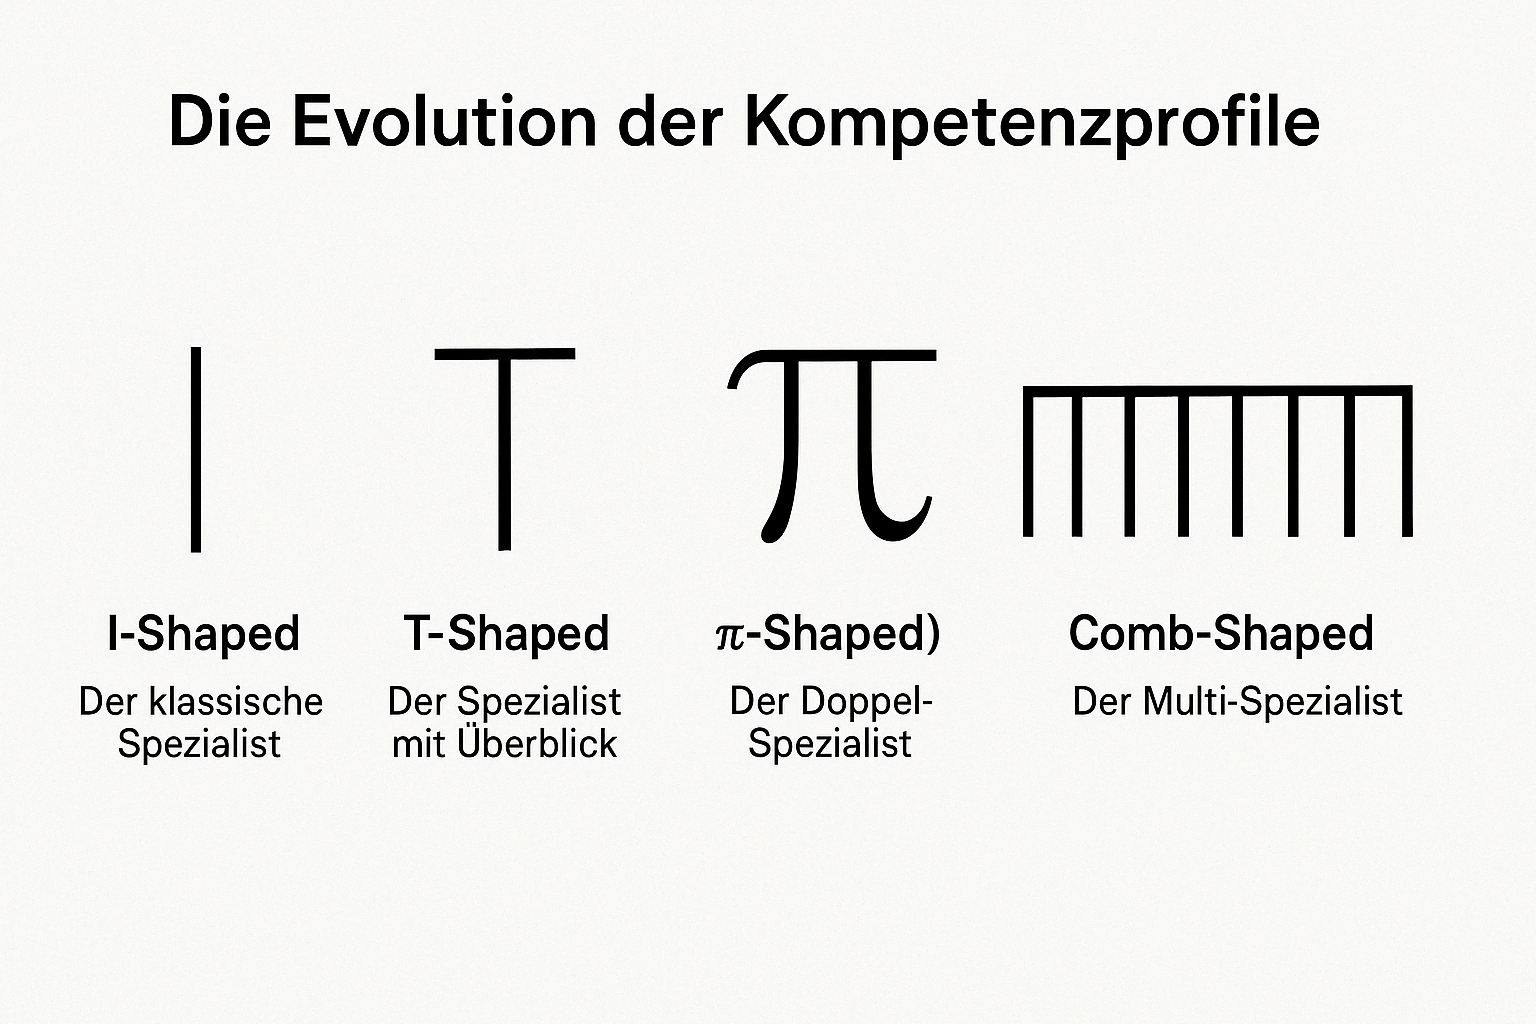 Die Evolution der Kompetenzprofile
I-Shaped
Der klassische
Spezialist
T-Shaped
Der Spezialist
mit Überblick
π-Shaped)
Der Doppel-
Spezialist
Comb-Shaped
Der Multi-Spezialist